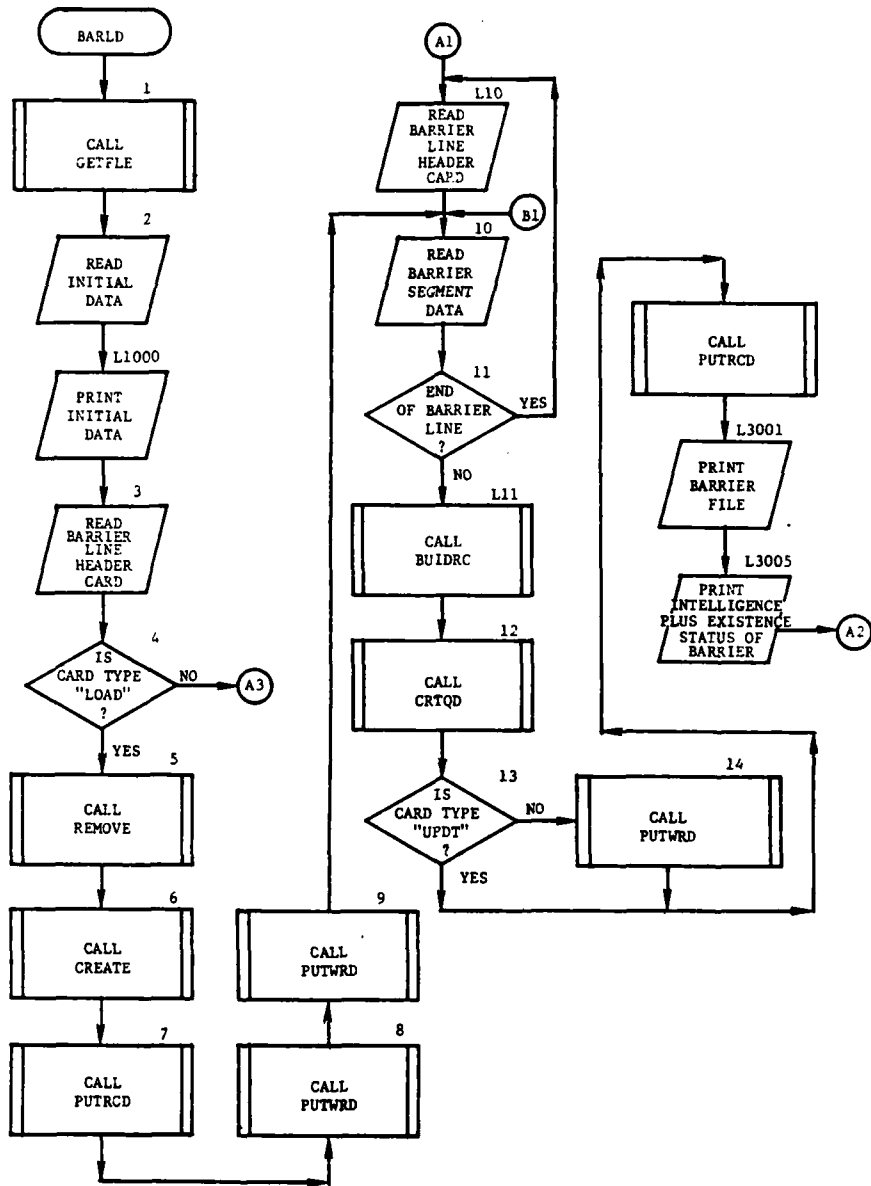 BARLD
1
CALL
GETFLE
2
READ
INITIAL
DATA
L1000
PRINT
INITIAL
DATA
3
READ
BARRIER
LINE
HEADER
CARD
4
IS
CARD TYPE
"LOAD"
?
NO
A3
YES
5
CALL
REMOVE
6
CALL
CREATE
7
CALL
PUTRCD
8
CALL
PUTWRD
9
CALL
PUTWRD
A1
L10
READ
BARRIER
LINE
HEADER
CARD
B1
10
READ
BARRIER
SEGMENT
DATA
11
END
OF BARRIER
LINE
?
YES
NO
L11
CALL
BUIDRC
12
CALL
CRTQD
13
IS
CARD TYPE
"UPDT"
?
NO
YES
14
CALL
PUTWRD
CALL
PUTRCD
L3001
PRINT
BARRIER
FILE
L3005
PRINT
INTELLIGENCE
PLUS EXISTENCE
STATUS OF
BARRIER
A2